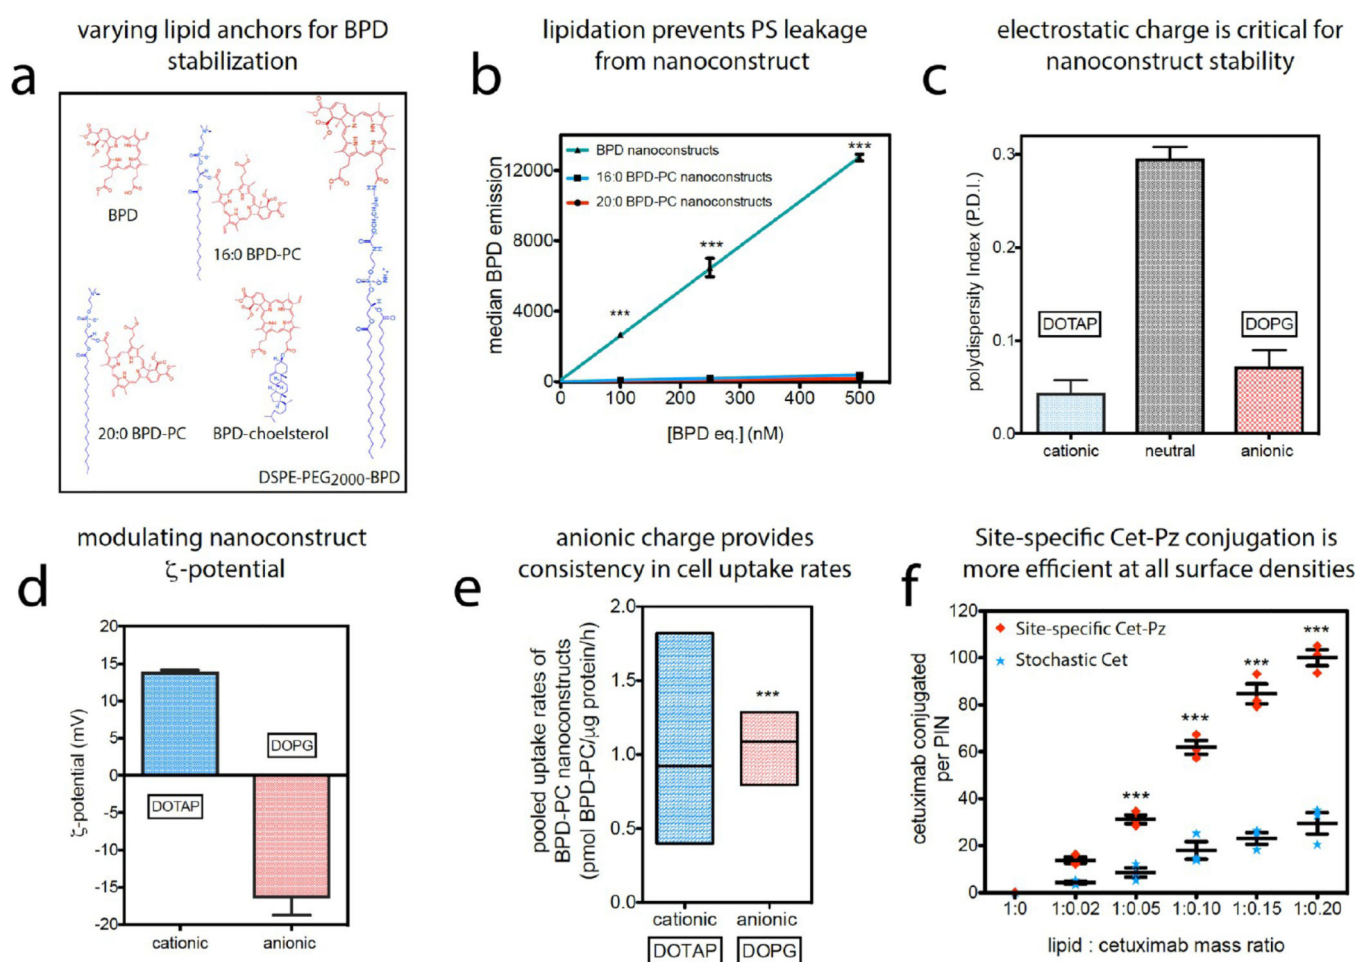 varying lipid anchors for BPD
stabilization
a
BPD
16:0 BPD-PC
20:0 BPD-PC
BPD-choelsterol
DSPE-PEG2000-BPD
lipidation prevents PS leakage
from nanoconstruct
b
median BPD emission
12000
8000
4000
0
BPD nanoconstructs
16:0 BPD-PC nanoconstructs
20:0 BPD-PC nanoconstructs
***
***
***
0 100 200 300 400 500
[BPD eq.] (nM)
electrostatic charge is critical for
nanoconstruct stability
c
polydispersity Index (P.D.I.)
0.3
0.2
0.1
0.0
DOTAP
DOPG
cationic neutral anionic
modulating nanoconstruct
ζ-potential
d
ζ-potential (mV)
20
15
10
5
0
-5
-10
-15
-20
DOPG
DOTAP
cationic anionic
anionic charge provides
consistency in cell uptake rates
e
pooled uptake rates of
BPD-PC nanoconstructs
(pmol BPD-PC/µg protein/h)
2.0
1.5
1.0
0.5
0.0
***
cationic anionic
DOTAP DOPG
Site-specific Cet-Pz conjugation is
more efficient at all surface densities
f
cetuximab conjugated
per PIN
120
100
80
60
40
20
0
Site-specific Cet-Pz
Stochastic Cet
***
***
***
***
1:0 1:0.02 1:0.05 1:0.10 1:0.15 1:0.20
lipid : cetuximab mass ratio